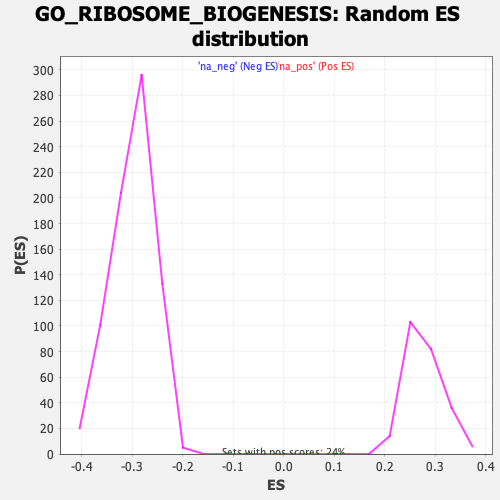 GO_RIBOSOME_BIOGENESIS: Random ES
distribution
'na_neg' (Neg ES)'na_pos' (Pos ES)
P(ES)
300
280
260
240
220
200
180
160
140
120
100
80
60
40
20
0
Sets with pos scores: 24%
-0.4 -0.3 -0.2 -0.1 0.0 0.1 0.2 0.3 0.4
ES